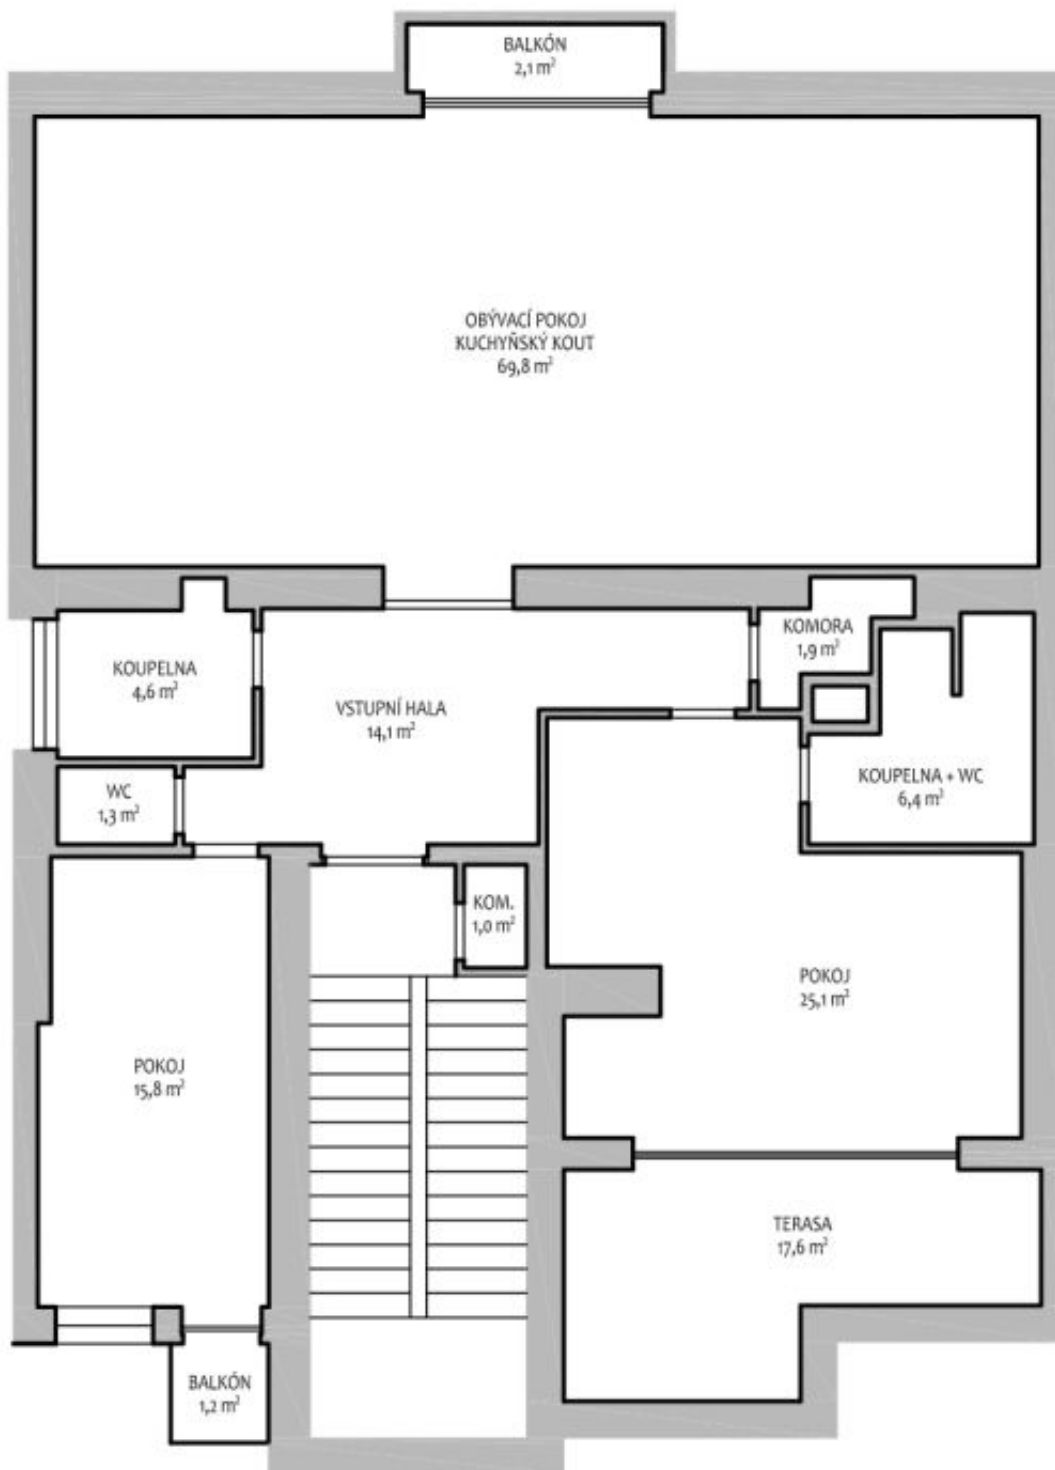 BALKÓN
2,1 m²
OBÝVACÍ POKOJ
KUCHYŇSKÝ KOUT
69,8 m²
KOMORA
1,9 m²
KOUPELNA
4,6 m²
VSTUPNÍ HALA
14,1 m²
KOUPELNA + WC
6,4 m²
WC
1,3 m²
KOM.
1,0 m²
POKOJ
25,1 m²
POKOJ
15,8 m²
TERASA
17,6 m²
BALKÓN
1,2 m²